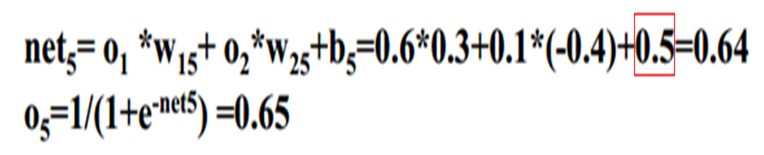 net₅= o₁ *w₁₅+ o₂*w₂₅+b₅=0.6*0.3+0.1*(-0.4)+0.5=0.64
o₅=1/(1+e⁻ⁿᵉᵗ⁵) =0.65